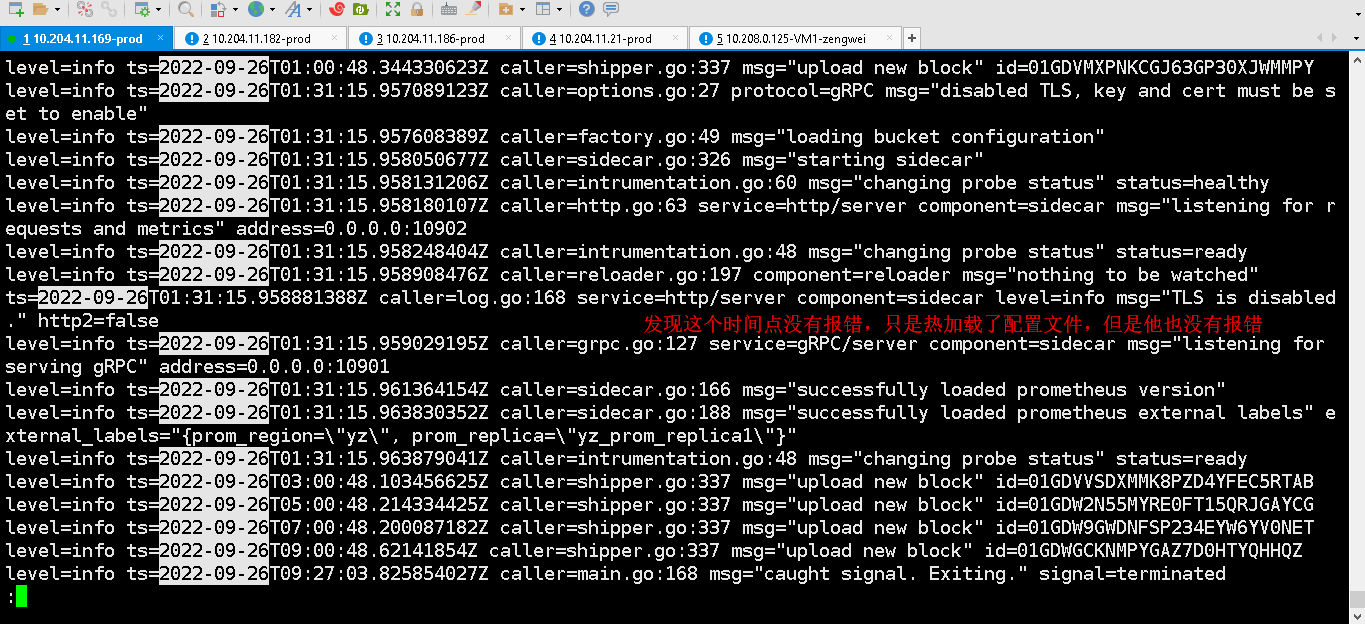 1 10.204.11.169-prod × 2 10.204.11.182-prod × 3 10.204.11.186-prod × 4 10.204.11.21-prod × 5 10.208.0.125-VM1-zengwei × +
level=info ts=2022-09-26T01:00:48.344330623Z caller=shipper.go:337 msg="upload new block" id=01GDVMXPNKCGJ63GP30XJWMMPY
level=info ts=2022-09-26T01:31:15.957089123Z caller=options.go:27 protocol=gRPC msg="disabled TLS, key and cert must be s
et to enable"
level=info ts=2022-09-26T01:31:15.957608389Z caller=factory.go:49 msg="loading bucket configuration"
level=info ts=2022-09-26T01:31:15.9580506​77Z caller=sidecar.go:326 msg="starting sidecar"
level=info ts=2022-09-26T01:31:15.958131206Z caller=intrumentation.go:60 msg="changing probe status" status=healthy
level=info ts=2022-09-26T01:31:15.958180107Z caller=http.go:63 service=http/server component=sidecar msg="listening for r
equests and metrics" address=0.0.0.0:10902
level=info ts=2022-09-26T01:31:15.958248404Z caller=intrumentation.go:48 msg="changing probe status" status=ready
level=info ts=2022-09-26T01:31:15.958908476Z caller=reloader.go:197 component=reloader msg="nothing to be watched"
ts=2022-09-26T01:31:15.958881388Z caller=log.go:168 service=http/server component=sidecar level=info msg="TLS is disabled
." http2=false
发现这个时间点没有报错，只是热加载了配置文件，但是他也没有报错
level=info ts=2022-09-26T01:31:15.959029195Z caller=grpc.go:127 service=gRPC/server component=sidecar msg="listening for
serving gRPC" address=0.0.0.0:10901
level=info ts=2022-09-26T01:31:15.961364154Z caller=sidecar.go:166 msg="successfully loaded prometheus version"
level=info ts=2022-09-26T01:31:15.963830352Z caller=sidecar.go:188 msg="successfully loaded prometheus external labels" e
xternal_labels="{prom_region=\"yz\", prom_replica=\"yz_prom_replica1\"}"
level=info ts=2022-09-26T01:31:15.963879041Z caller=intrumentation.go:48 msg="changing probe status" status=ready
level=info ts=2022-09-26T03:00:48.103456625Z caller=shipper.go:337 msg="upload new block" id=01GDVVSDXMMK8PZD4YFEC5RTAB
level=info ts=2022-09-26T05:00:48.214334425Z caller=shipper.go:337 msg="upload new block" id=01GDW2N55MYRE0FT15QRJGAYCG
level=info ts=2022-09-26T07:00:48.200087182Z caller=shipper.go:337 msg="upload new block" id=01GDW9GWDNFSP234EYW6YV0NET
level=info ts=2022-09-26T09:00:48.62141854Z caller=shipper.go:337 msg="upload new block" id=01GDWGCKNMPYGAZ7D0HTYQHHQZ
level=info ts=2022-09-26T09:27:03.825854027Z caller=main.go:168 msg="caught signal. Exiting." signal=terminated
: